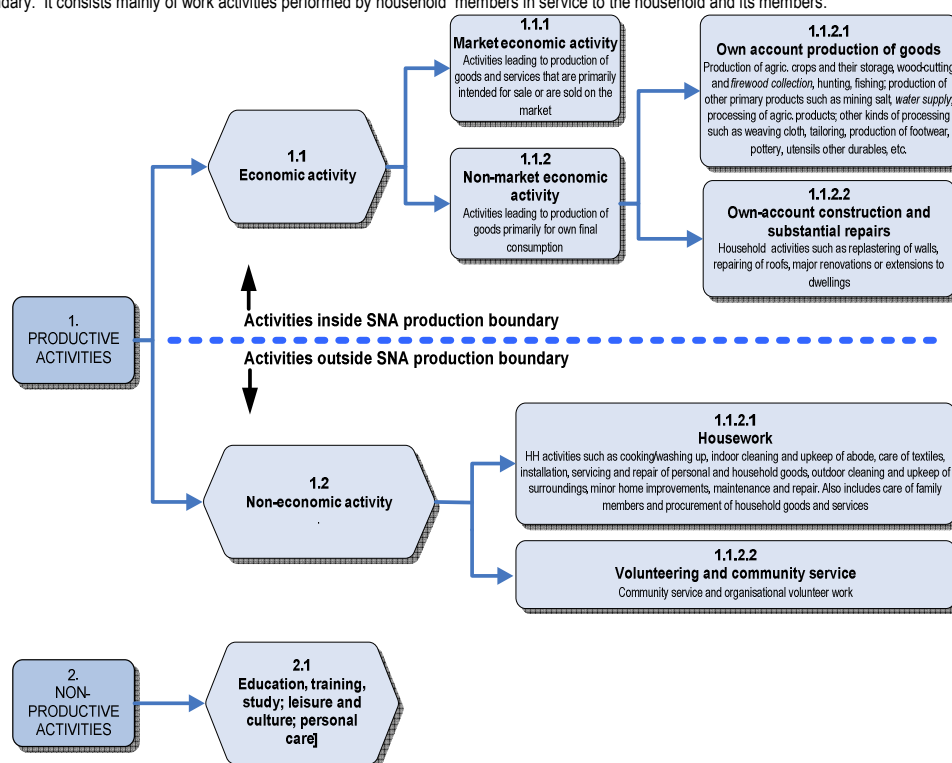 ndary. It consists mainly of work activities performed by household members in service to the household and its members.
1.1.1
Market economic activity
Activities leading to production of
goods and services that are primarily
intended for sale or are sold on the
market
1.1.2.1
Own account production of goods
Production of agric. crops and their storage, wood-cutting
and firewood collection, hunting, fishing; production of
other primary products such as mining salt, water supply;
processing of agric. products; other kinds of processing
such as weaving cloth, tailoring, production of footwear,
pottery, utensils other durables, etc.
1.1
Economic activity
1.1.2
Non-market economic
activity
Activities leading to production of
goods primarily for own final
consumption
1.1.2.2
Own-account construction and
substantial repairs
Household activities such as replastering of walls,
repairing of roofs, major renovations or extensions to
dwellings
1.
PRODUCTIVE
ACTIVITIES
Activities inside SNA production boundary
Activities outside SNA production boundary
1.1.2.1
Housework
HH activities such as cooking/washing up, indoor cleaning and upkeep of abode, care of textiles,
installation, servicing and repair of personal and household goods, outdoor cleaning and upkeep of
surroundings, minor home improvements, maintenance and repair. Also includes care of family
members and procurement of household goods and services
1.2
Non-economic activity
.
1.1.2.2
Volunteering and community service
Community service and organisational volunteer work
2.
NON-
PRODUCTIVE
ACTIVITIES
2.1
Education, training,
study; leisure and
culture; personal
care]